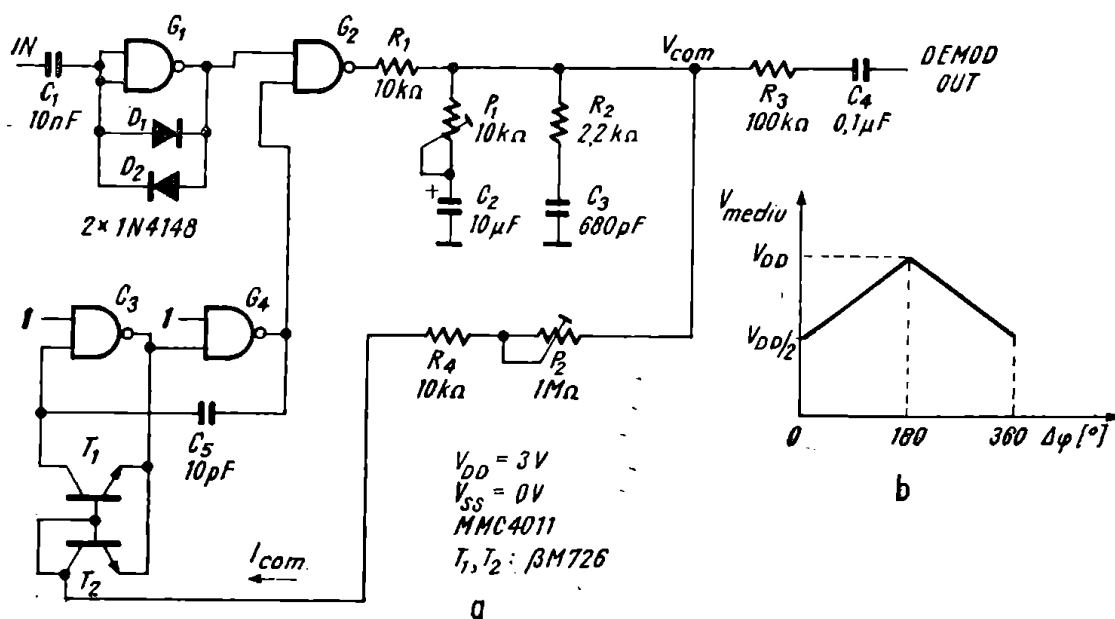 IN
C1
10nF
G1
D1
D2
2×1N4148
G2
R1
10kΩ
P1
10kΩ
+
C2
10μF
R2
2,2kΩ
C3
680pF
Vcom
R3
100kΩ
C4
0,1μF
DEMOD
OUT
1
C3
1
G4
C5
10pF
T1
T2
R4
10kΩ
P2
1MΩ
Icom
VDD = 3V
VSS = 0V
MMC4011
T1,T2: βM726
a
Vmediu
VDD
VDD/2
0
180
360
Δφ[°]
b